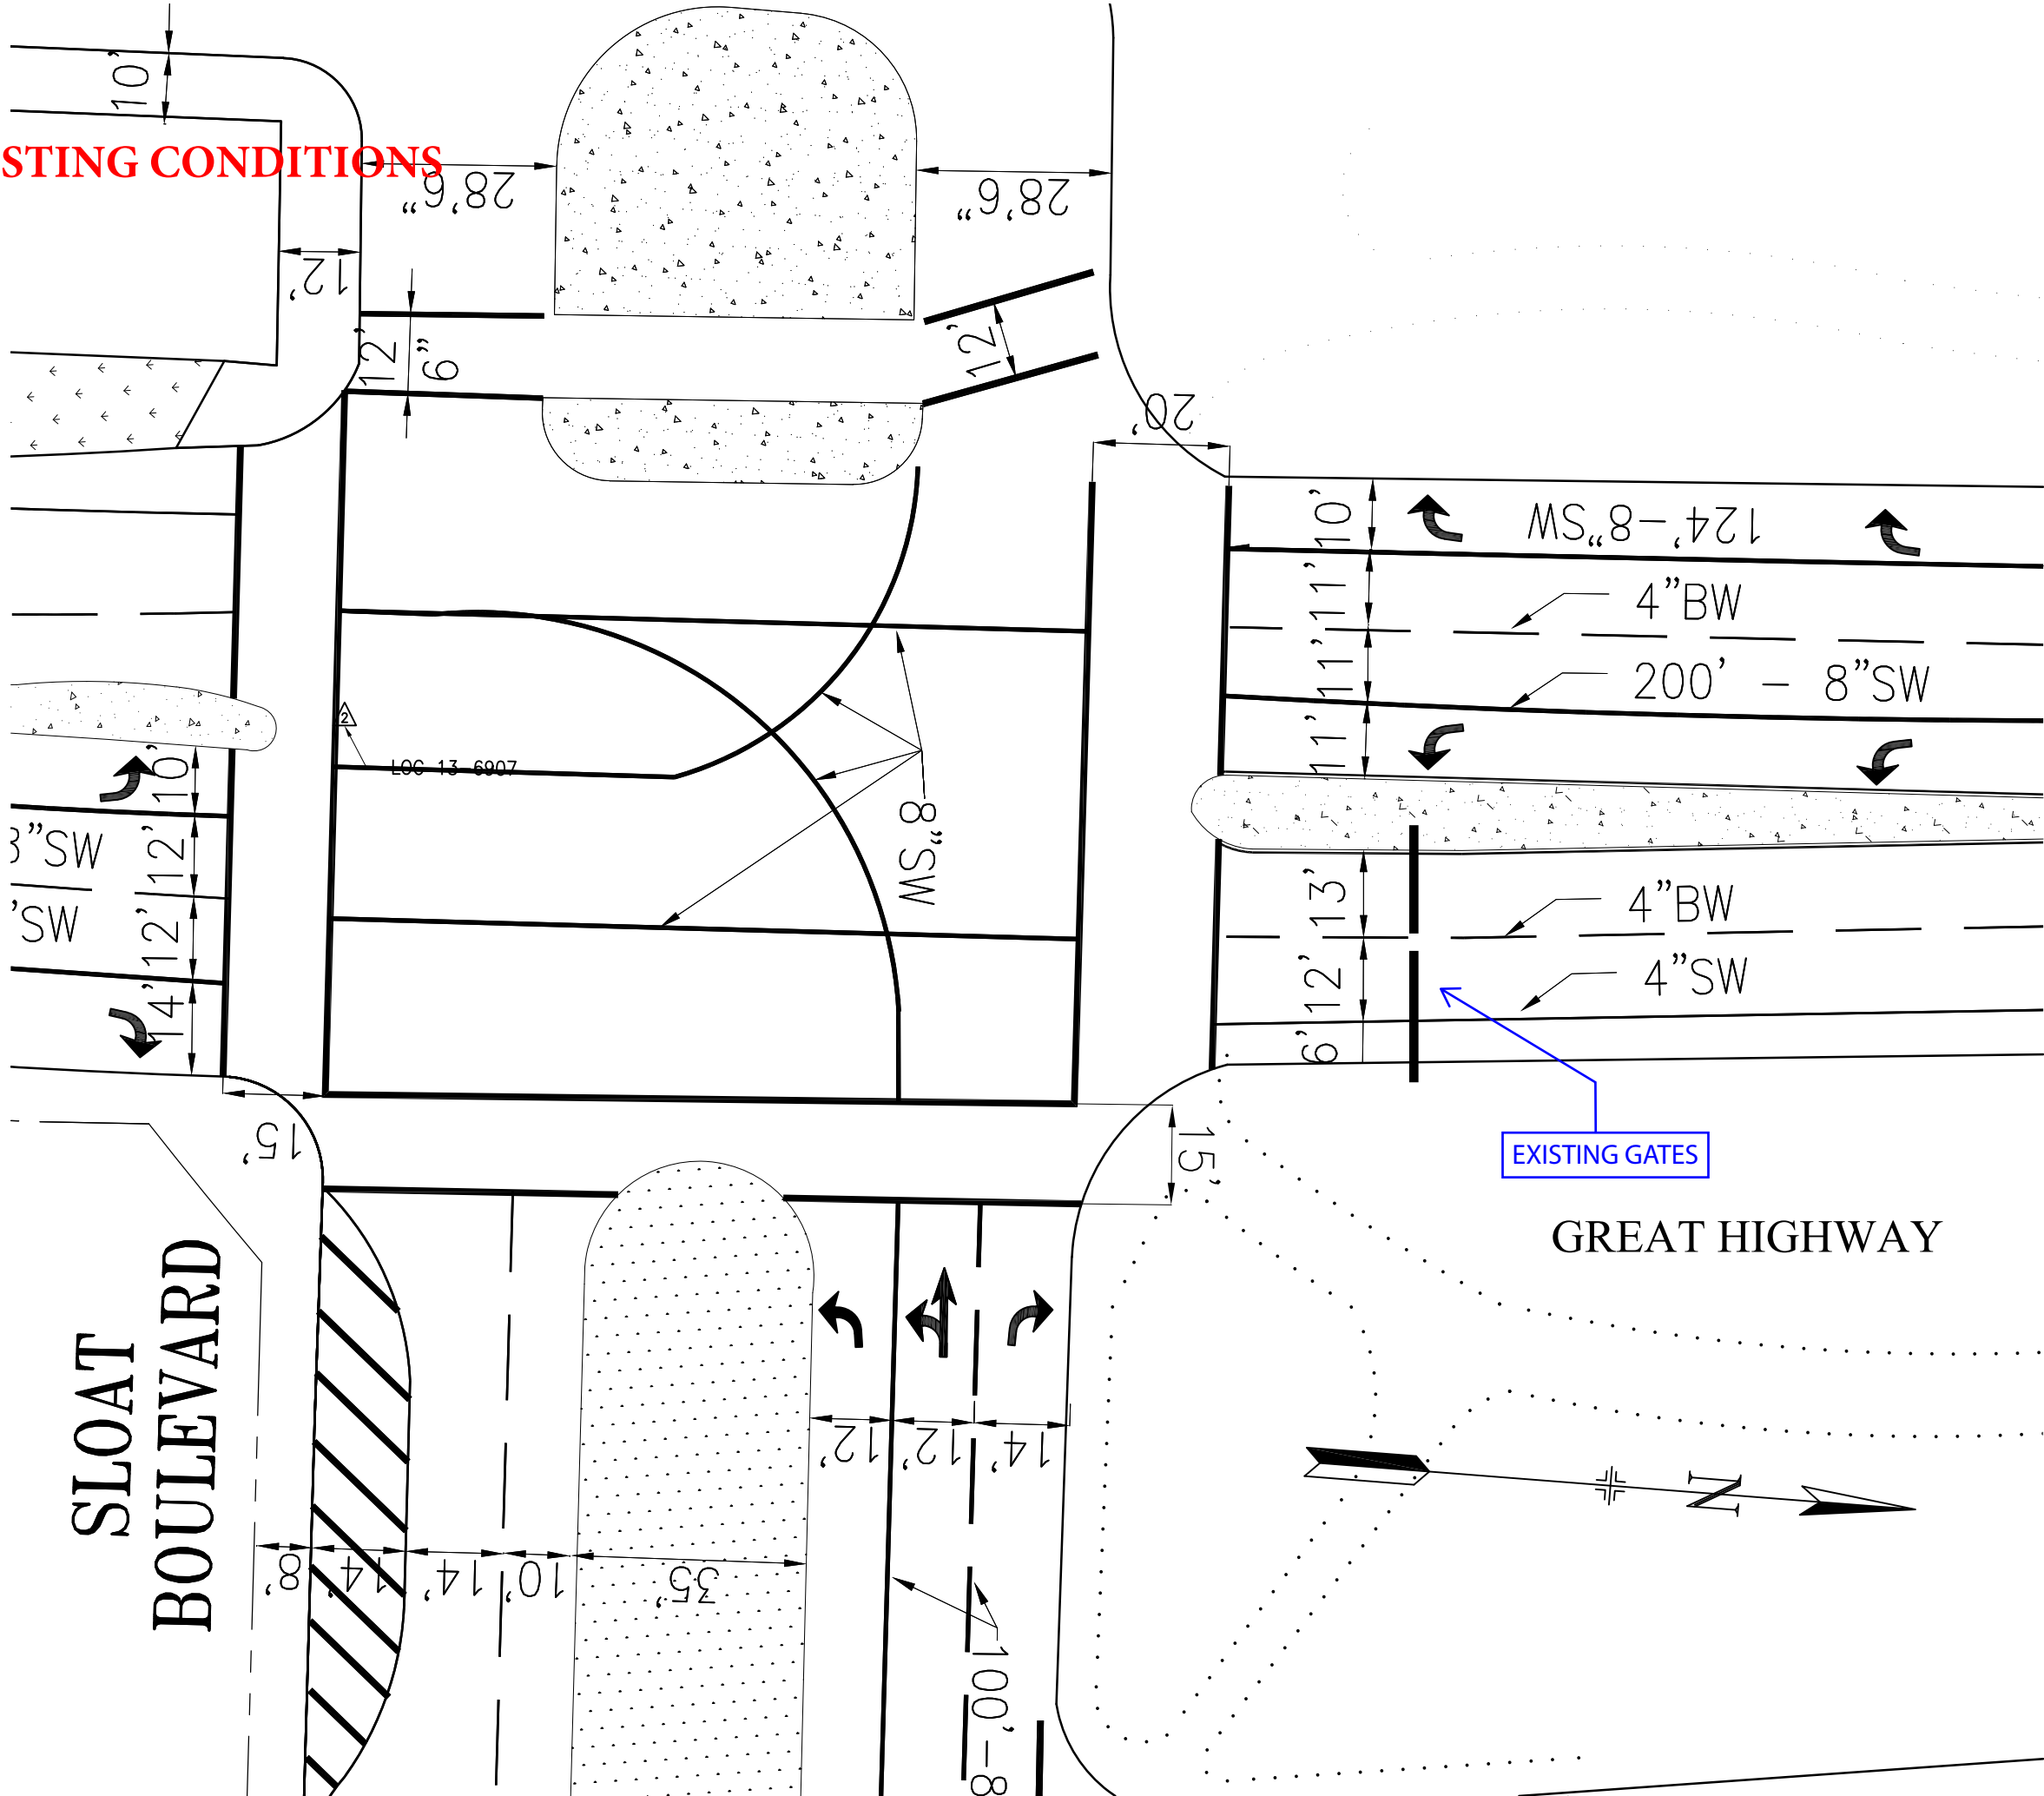 10'
STING CONDITIONS
28'6"
28'6"
12'
12'
6"
12'
20'
10'
124'-8"SW
11'
4"BW
11'
200' - 8"SW
11'
2
LOC 13-6907
10'
8"SW
12'
"SW
12'
14'
8"SW
13'
4"BW
12'
4"SW
6'
15'
15'
EXISTING GATES
GREAT HIGHWAY
SLOAT
BOULEVARD
12'
12'
14'
N
8'
14'
14'
10'
35'
100'-8